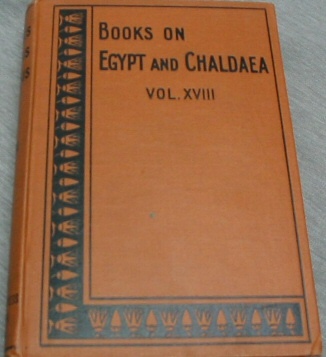 BOOKS ON
EGYPT AND CHALDAEA
VOL. XVIII